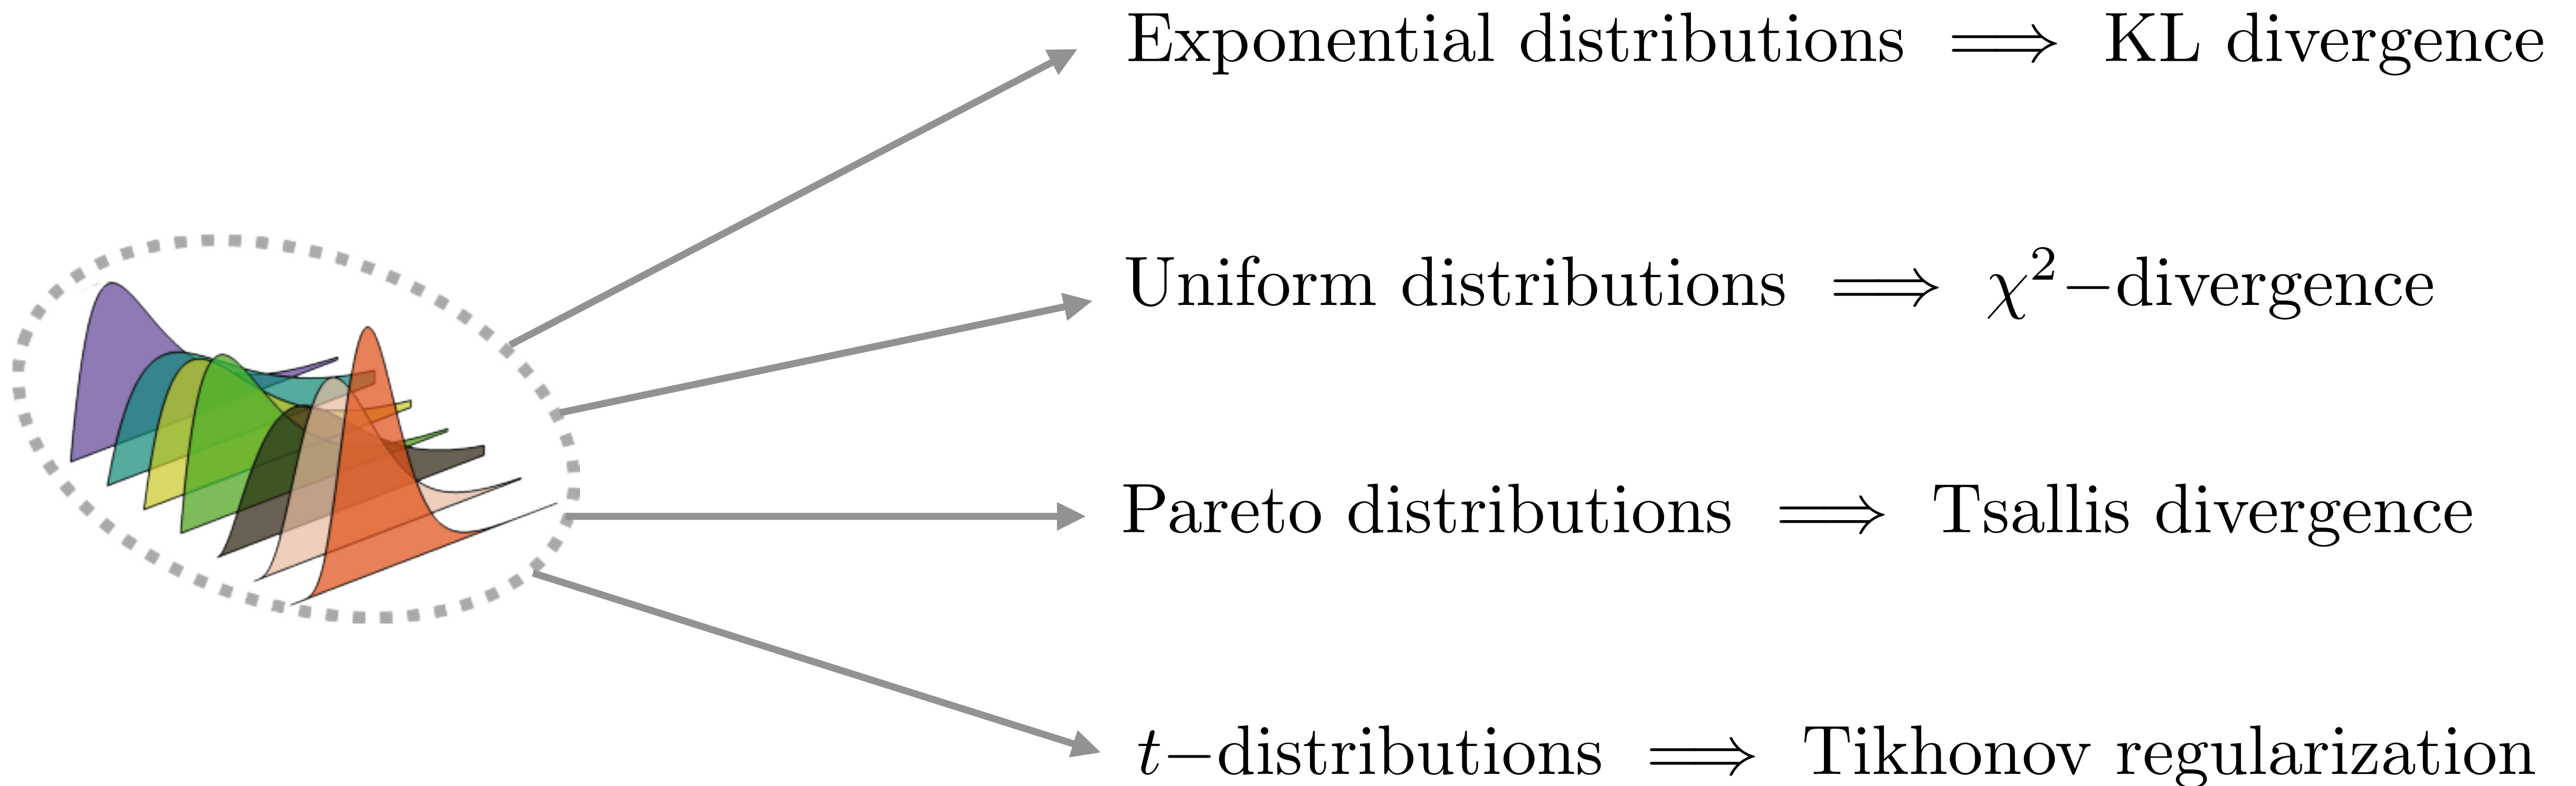 Exponential distributions ⟹ KL divergence
Uniform distributions ⟹ χ²−divergence
Pareto distributions ⟹ Tsallis divergence
t−distributions ⟹ Tikhonov regularization